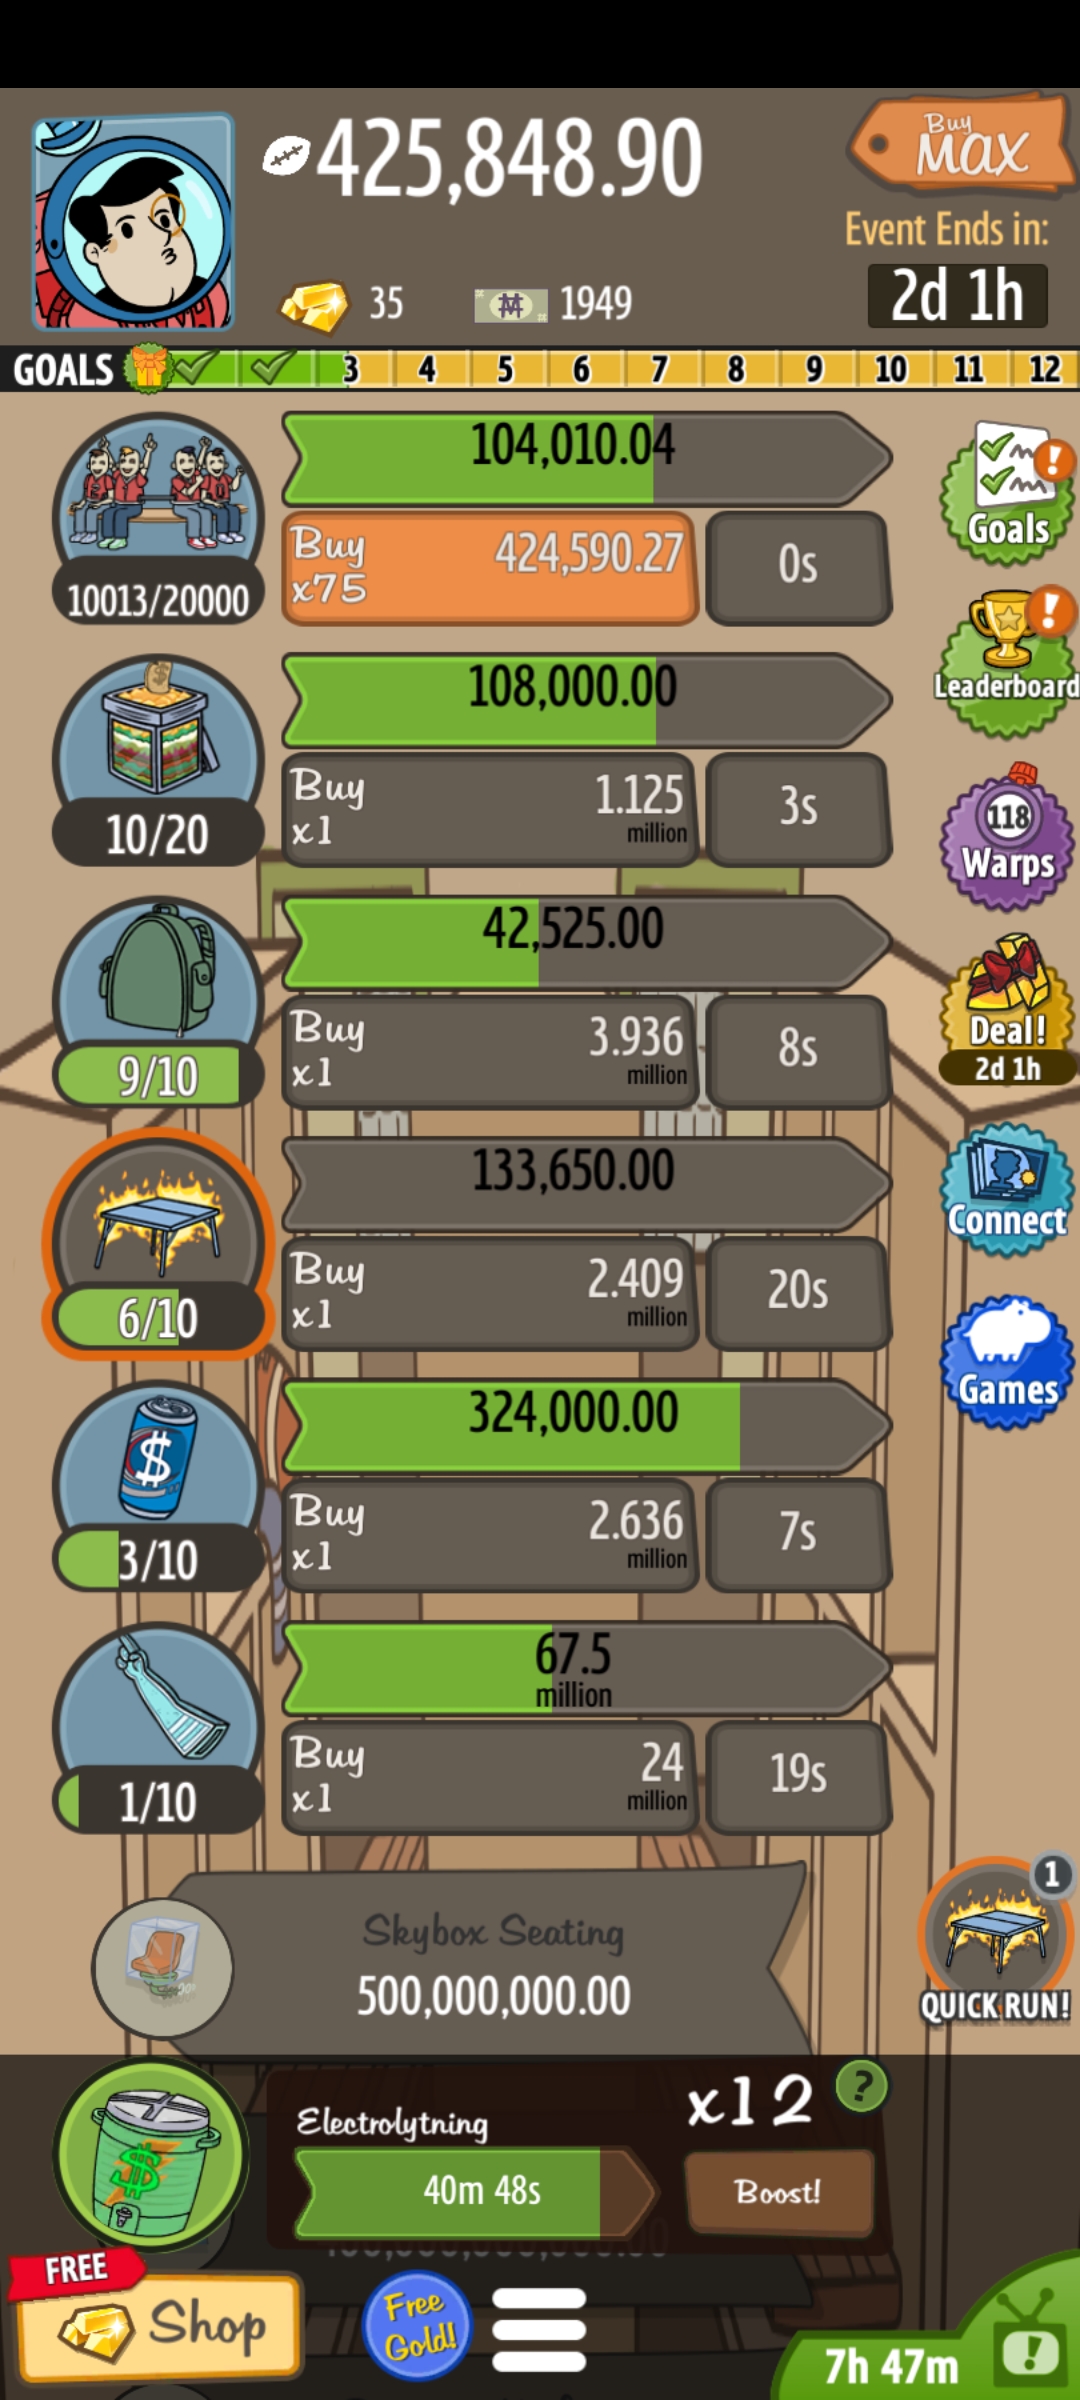 425,848.90
Buy
MAX
Event Ends in:
35
1949
2d 1h
GOALS 3 4 5 6 7 8 9 10 11 12
104,010.04
Buy
x75
424,590.27
0s
10013/20000
Goals
108,000.00
Leaderboard
Buy
x1
1.125
million
3s
10/20
118
Warps
42,525.00
Buy
x1
3.936
million
8s
9/10
Deal!
2d 1h
133,650.00
Buy
x1
2.409
million
20s
6/10
Connect
324,000.00
Games
Buy
x1
2.636
million
7s
3/10
67.5
million
Buy
x1
24
million
19s
1/10
Skybox Seating
500,000,000.00
1
QUICK RUN!
Electrolytning
x12
?
40m 48s
Boost!
FREE
Shop
Free
Gold!
7h 47m